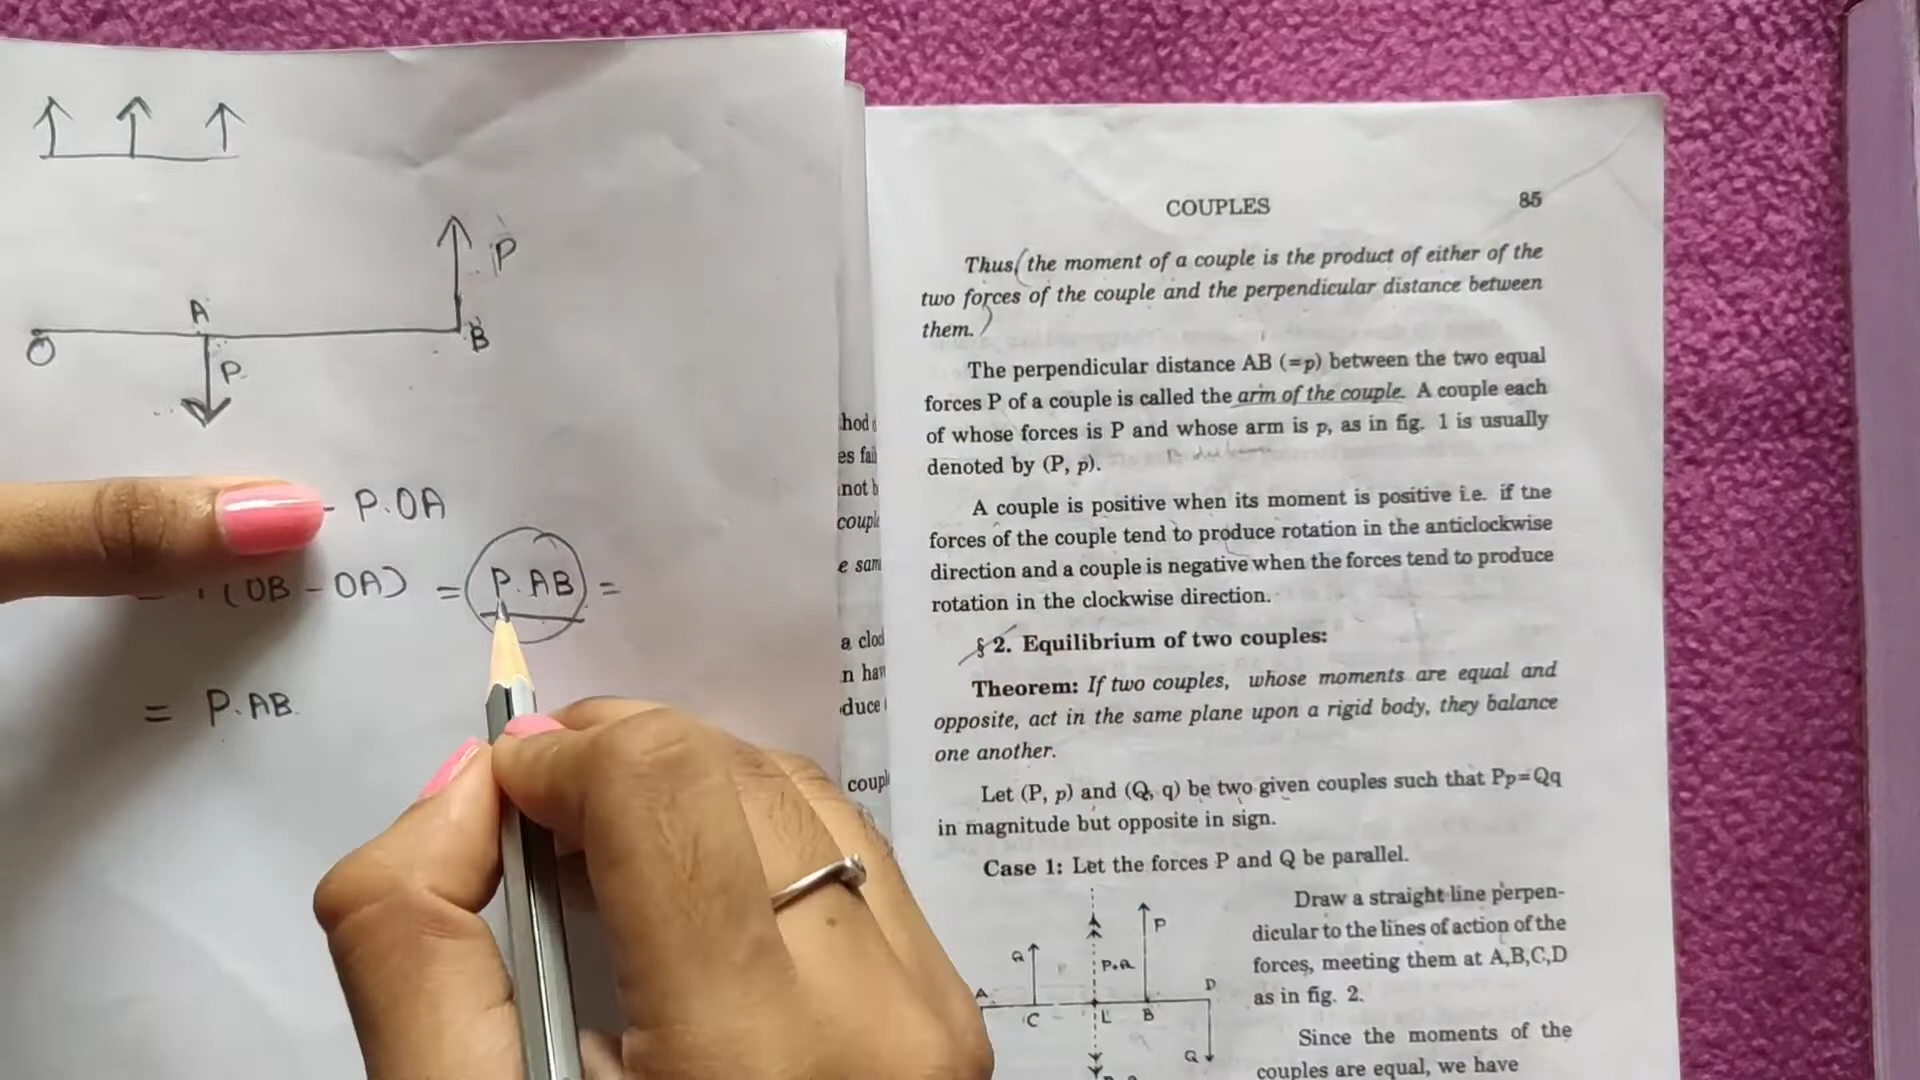 P
A
O
B
P
- P.OA
(OB - OA) = P.AB =
= P.AB
hod
es fai
not b
coupl
e sam
a cloc
n hav
duce
coupl
COUPLES 85
Thus, the moment of a couple is the product of either of the
two forces of the couple and the perpendicular distance between
them.
The perpendicular distance AB (=p) between the two equal
forces P of a couple is called the arm of the couple. A couple each
of whose forces is P and whose arm is p, as in fig. 1 is usually
denoted by (P, p).
A couple is positive when its moment is positive i.e. if the
forces of the couple tend to produce rotation in the anticlockwise
direction and a couple is negative when the forces tend to produce
rotation in the clockwise direction.
§ 2. Equilibrium of two couples:
Theorem: If two couples, whose moments are equal and
opposite, act in the same plane upon a rigid body, they balance
one another.
Let (P, p) and (Q, q) be two given couples such that Pp=Qq
in magnitude but opposite in sign.
Case 1: Let the forces P and Q be parallel.
Draw a straight line perpen-
dicular to the lines of action of the
forces, meeting them at A,B,C,D
as in fig. 2.
Since the moments of the
couples are equal, we have
P
Q
P+Q
A
D
C
L
B
Q